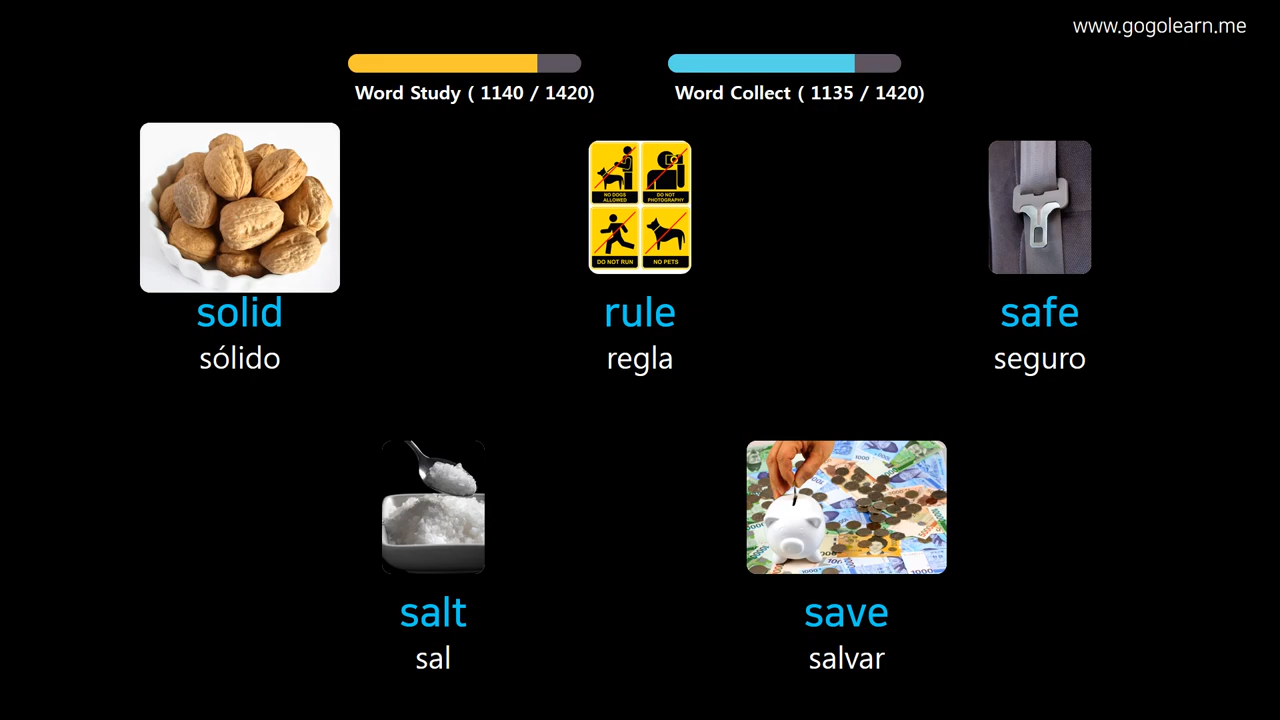 www.gogolearn.me
Word Study ( 1140 / 1420)
Word Collect ( 1135 / 1420)
NO DOGS
ALLOWED
DO NOT
PHOTOGRAPHY
DO NOT RUN
NO PETS
solid
sólido
rule
regla
safe
seguro
salt
sal
save
salvar